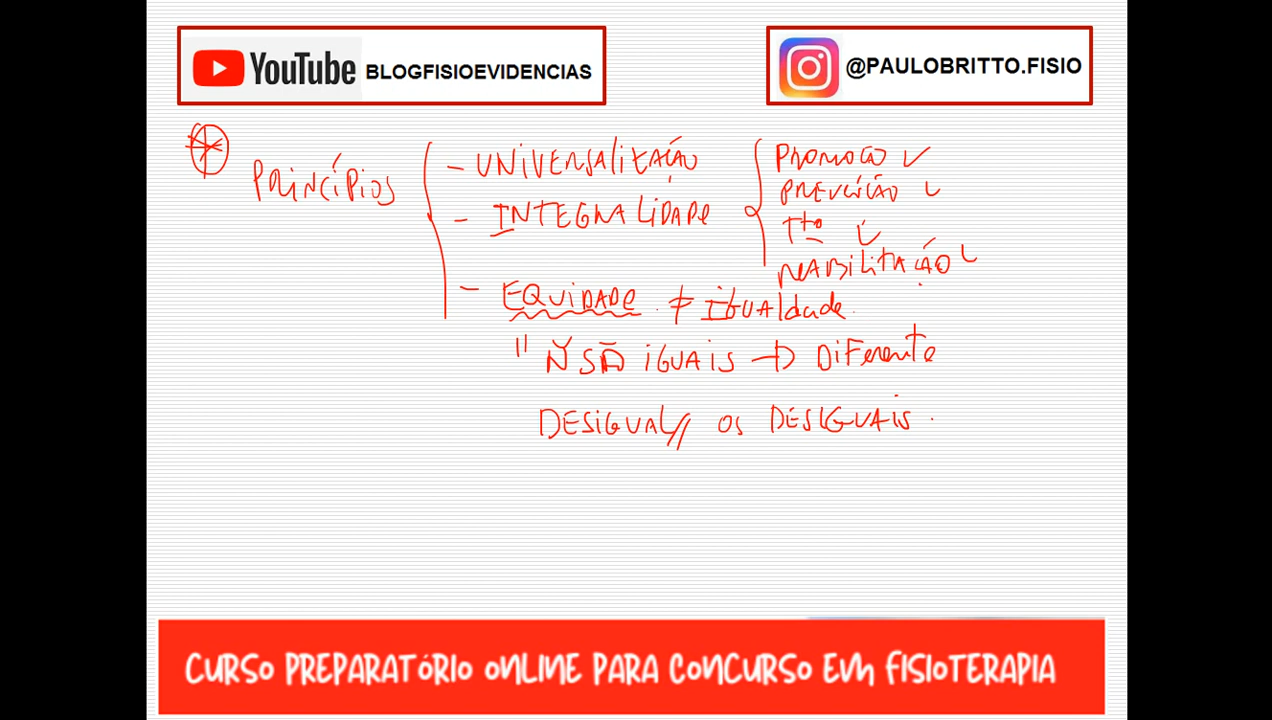 YouTube BLOGFISIOEVIDENCIAS
@PAULOBRITTO.FISIO
PRINCÍPIOS
- UNIVERSALIZAÇÃO
- INTEGRALIDADE
PROMOÇÃO ✓
PREVENÇÃO ✓
Tto ✓
REABILITAÇÃO ✓
- EQUIDADE ≠ IGUALDADE.
" Ñ SÃO IGUAIS → DIFERENTE
DESIGUAL// OS DESIGUAIS.
CURSO PREPARATÓRIO ONLINE PARA CONCURSO EM FISIOTERAPIA